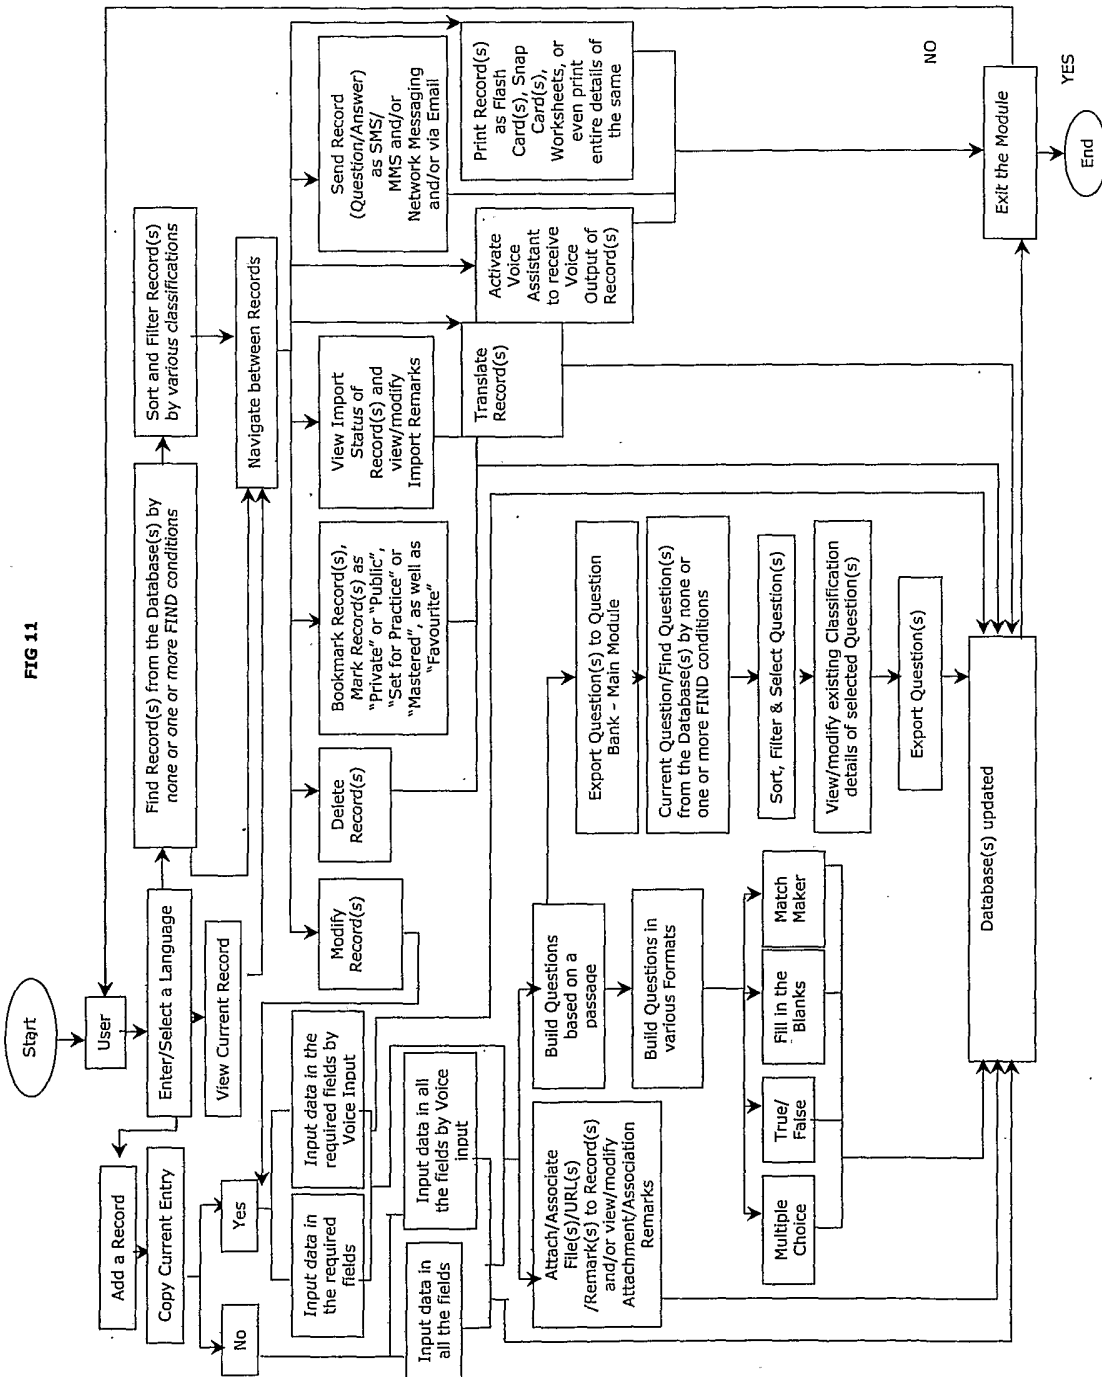 FIG 11
Start
User
Enter/Select a Language
View Current Record
Add a Record
Copy Current Entry
Yes
No
Find Record(s) from the Database(s) by
none or one or more FIND conditions
Sort and Filter Record(s)
by various classifications
Navigate between Records
Input data in
the required
fields
Input data in the
required fields by
Voice Input
Input data in
all the fields
Input data in all
the fields by Voice
input
Modify
Record(s)
Delete
Record(s)
Bookmark Record(s),
Mark Record(s) as
"Private" or "Public",
"Set for Practice" or
"Mastered", as well as
"Favourite"
View Import
Status of
Record(s) and
view/modify
Import Remarks
Translate
Record(s)
Activate
Voice
Assistant
to receive
Voice
Output of
Record(s)
Send Record
(Question/Answer)
as SMS/
MMS and/or
Network Messaging
and/or via Email
Print Record(s)
as Flash
Card(s), Snap
Card(s),
Worksheets, or
even print
entire details of
the same
Attach/Associate
File(s)/URL(s)
/Remark(s) to Record(s)
and/or view/modify
Attachment/Association
Remarks
Build Questions
based on a
passage
Build Questions in
various Formats
Multiple
Choice
True/
False
Fill in the
Blanks
Match
Maker
Export Question(s) to Question
Bank - Main Module
Current Question/Find Question(s)
from the Database(s) by none or
one or more FIND conditions
Sort, Filter & Select Question(s)
View/modify existing Classification
details of selected Question(s)
Export Question(s)
Database(s) updated
Exit the Module
NO
YES
End